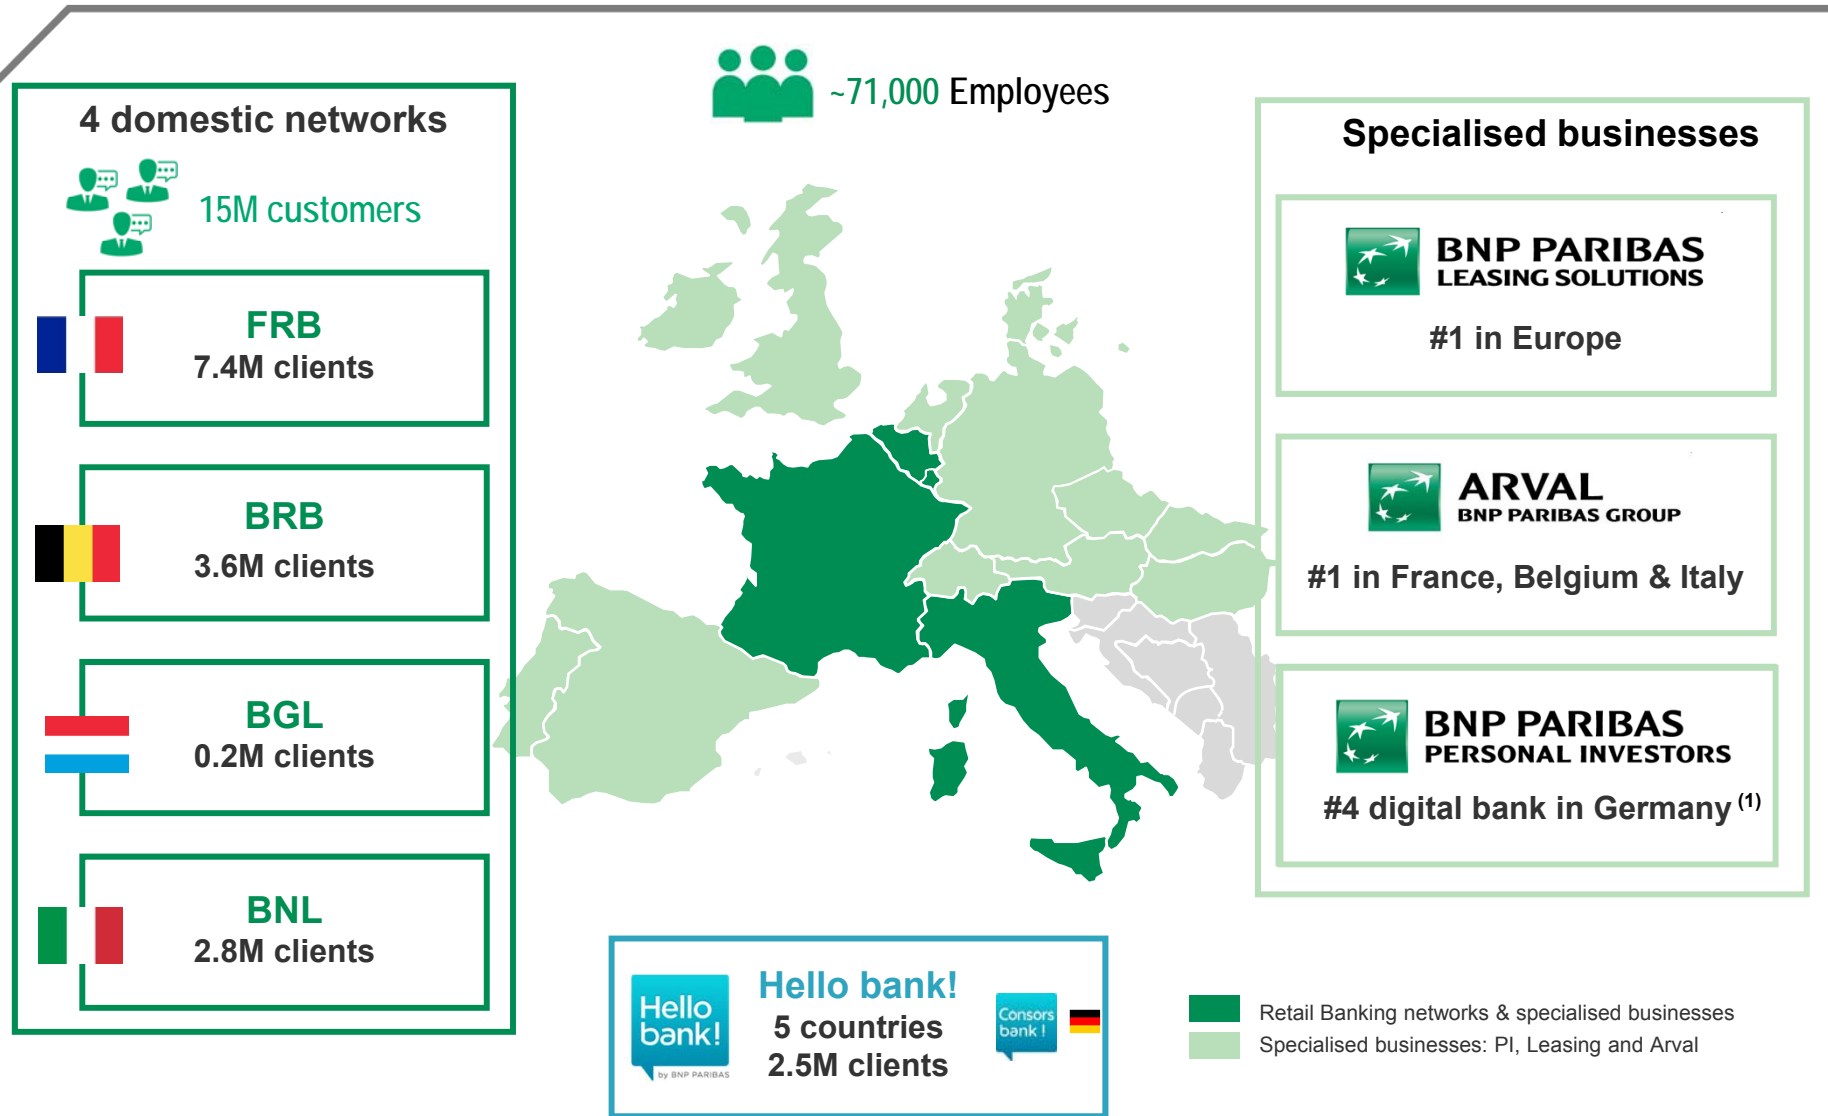 ~71,000 Employees
4 domestic networks
15M customers
FRB
7.4M clients
BRB
3.6M clients
BGL
0.2M clients
BNL
2.8M clients
Specialised businesses
BNP PARIBAS
LEASING SOLUTIONS
#1 in Europe
ARVAL
BNP PARIBAS GROUP
#1 in France, Belgium & Italy
BNP PARIBAS
PERSONAL INVESTORS
#4 digital bank in Germany (1)
Hello
bank!
by BNP PARIBAS
Hello bank!
5 countries
2.5M clients
Consors
bank !
Retail Banking networks & specialised businesses
Specialised businesses: PI, Leasing and Arval